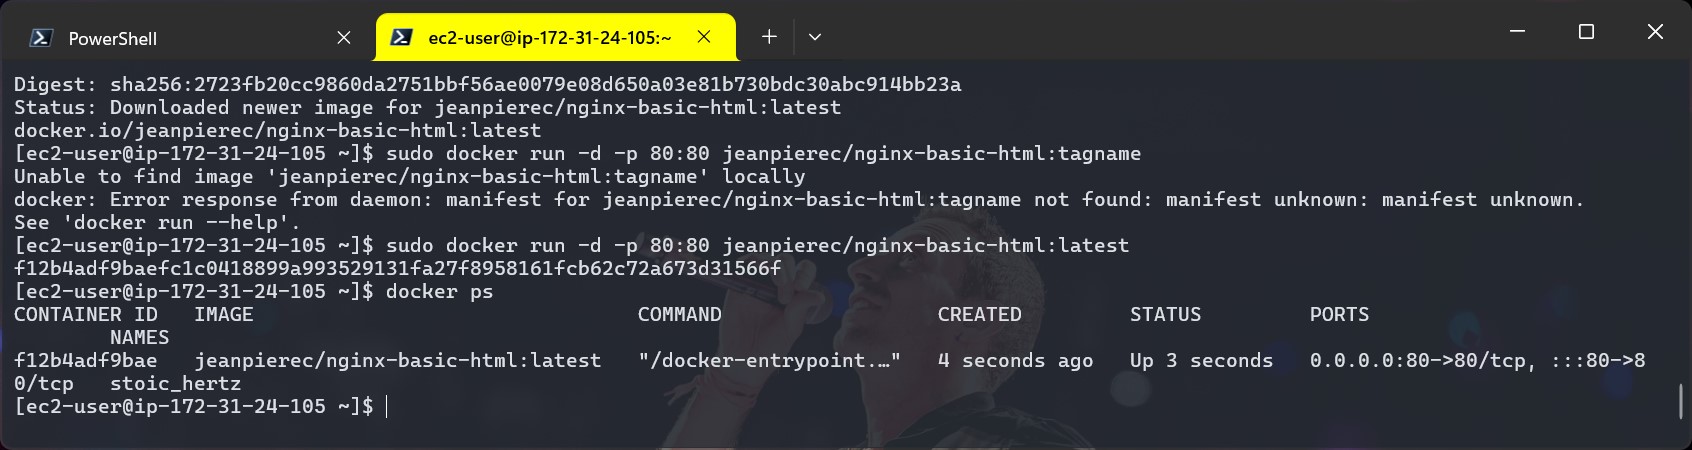 PowerShell
ec2-user@ip-172-31-24-105:~
Digest: sha256:2723fb20cc9860da2751bbf56ae0079e08d650a03e81b730bdc30abc914bb23a
Status: Downloaded newer image for jeanpierec/nginx-basic-html:latest
docker.io/jeanpierec/nginx-basic-html:latest
[ec2-user@ip-172-31-24-105 ~]$ sudo docker run -d -p 80:80 jeanpierec/nginx-basic-html:tagname
Unable to find image 'jeanpierec/nginx-basic-html:tagname' locally
docker: Error response from daemon: manifest for jeanpierec/nginx-basic-html:tagname not found: manifest unknown: manifest unknown.
See 'docker run --help'.
[ec2-user@ip-172-31-24-105 ~]$ sudo docker run -d -p 80:80 jeanpierec/nginx-basic-html:latest
f12b4adf9baefc1c0418899a993529131fa27f8958161fcb62c72a673d31566f
[ec2-user@ip-172-31-24-105 ~]$ docker ps
CONTAINER ID   IMAGE                                COMMAND                  CREATED         STATUS         PORTS
        NAMES
f12b4adf9bae   jeanpierec/nginx-basic-html:latest   "/docker-entrypoint.…"   4 seconds ago   Up 3 seconds   0.0.0.0:80->80/tcp, :::80->8
0/tcp   stoic_hertz
[ec2-user@ip-172-31-24-105 ~]$